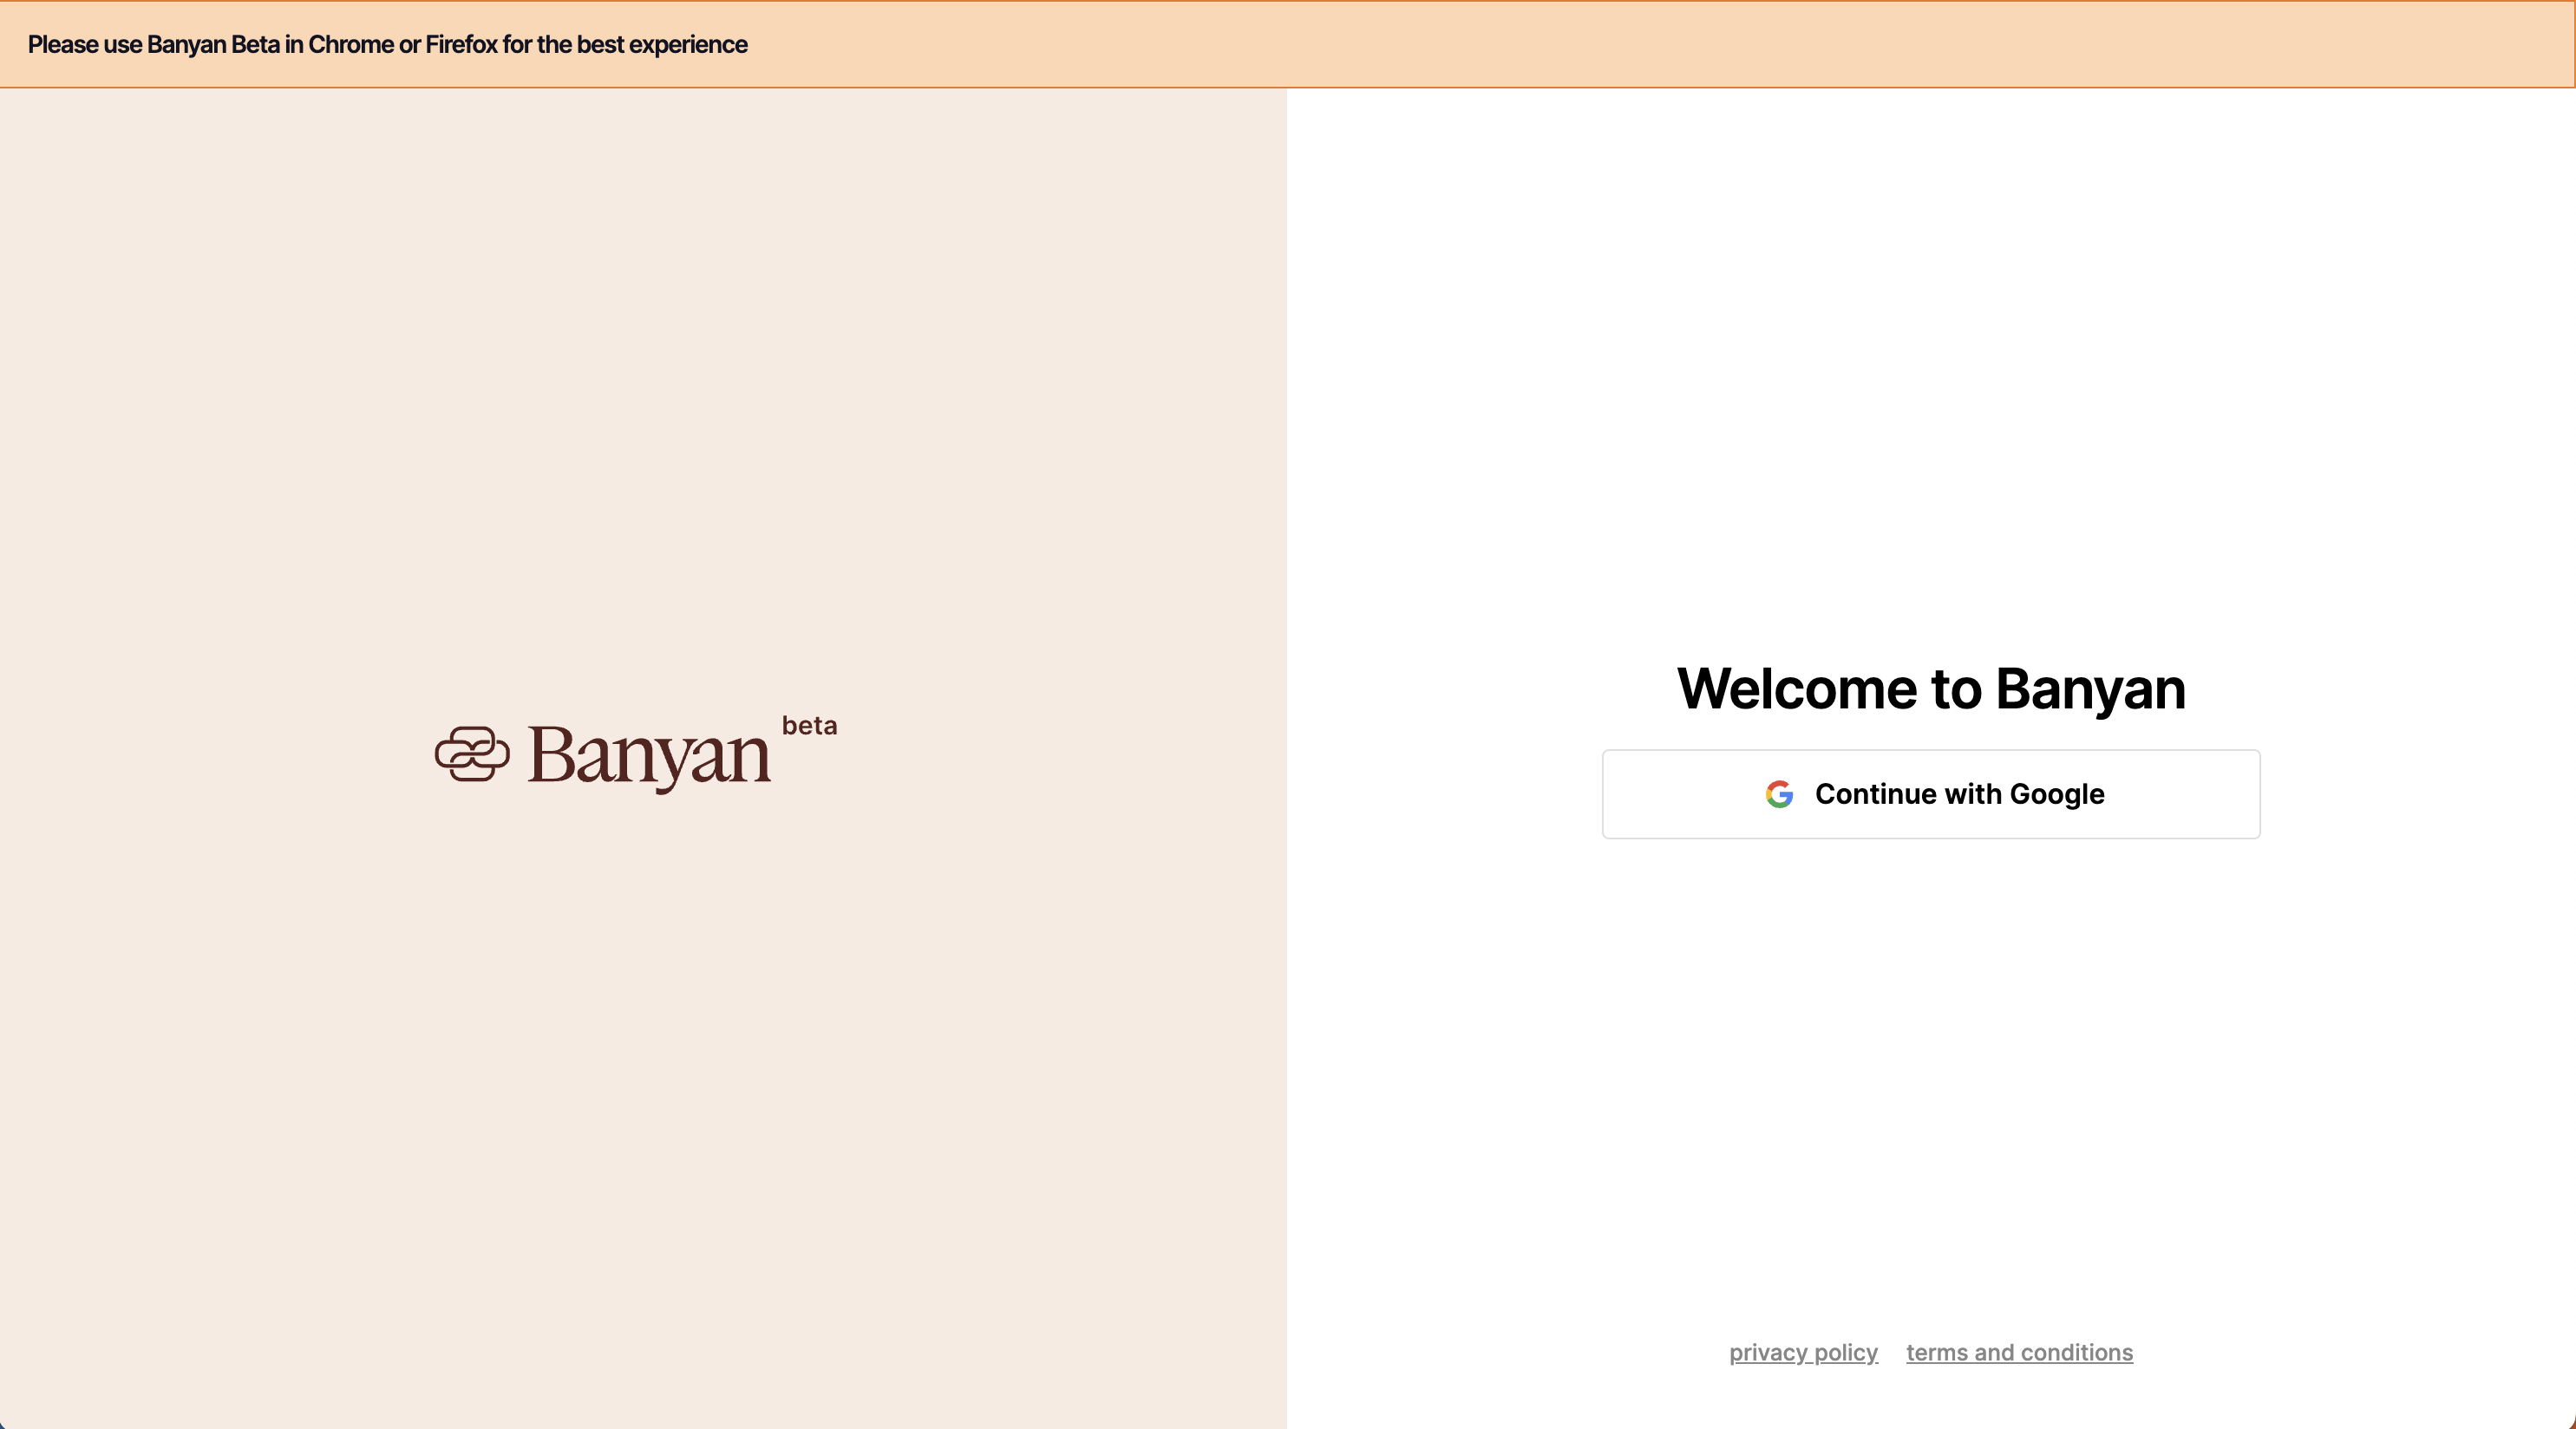 Please use Banyan Beta in Chrome or Firefox for the best experience
Banyan beta
Welcome to Banyan
Continue with Google
privacy policy terms and conditions